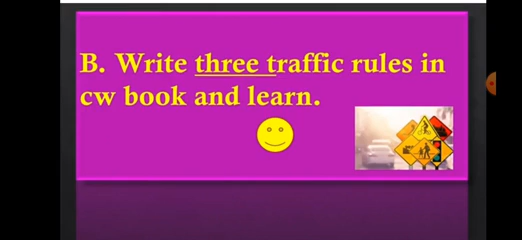 B. Write three traffic rules in
cw book and learn.